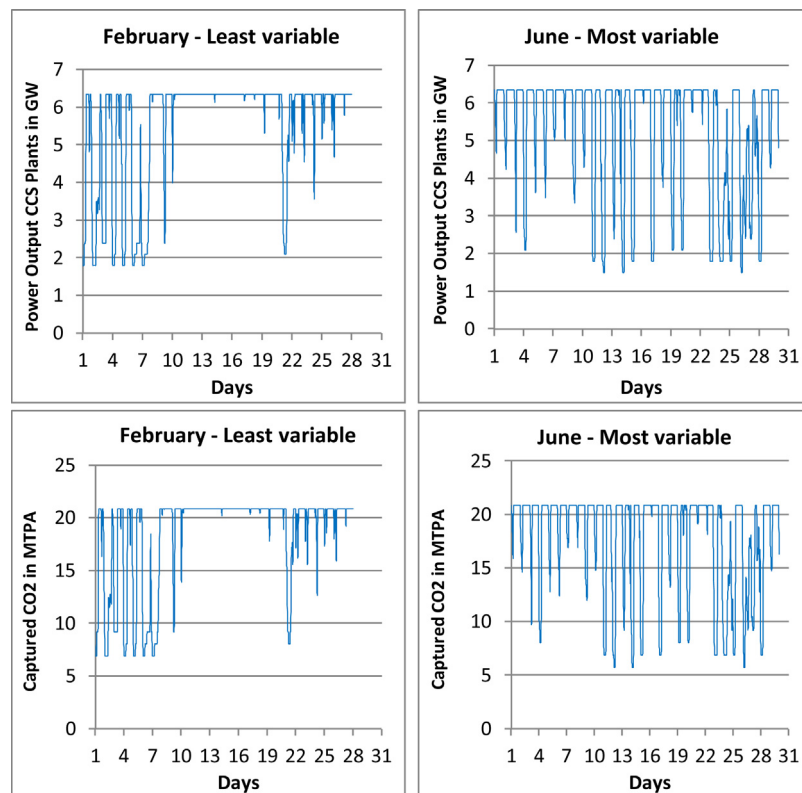 February - Least variable
Power Output CCS Plants in GW
7
6
5
4
3
2
1
0
1 4 7 10 13 16 19 22 25 28 31
Days
June - Most variable
Power Output CCS Plants in GW
7
6
5
4
3
2
1
0
1 4 7 10 13 16 19 22 25 28 31
Days
February - Least variable
Captured CO2 in MTPA
25
20
15
10
5
0
1 4 7 10 13 16 19 22 25 28 31
Days
June - Most variable
Captured CO2 in MTPA
25
20
15
10
5
0
1 4 7 10 13 16 19 22 25 28 31
Days